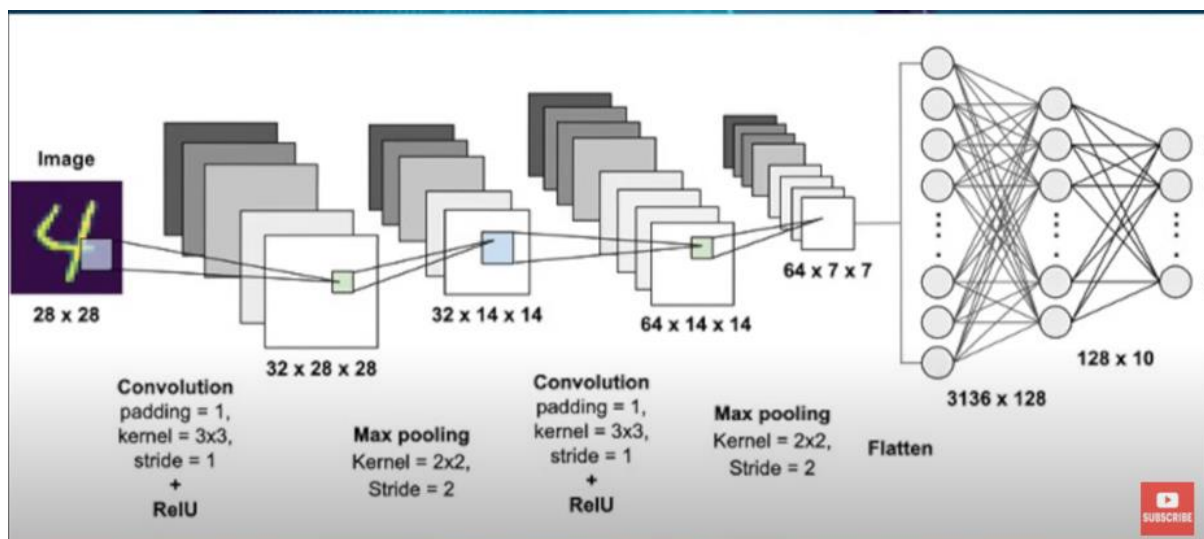 Image
28 x 28
32 x 28 x 28
32 x 14 x 14
64 x 14 x 14
64 x 7 x 7
3136 x 128
128 x 10
Convolution
padding = 1,
kernel = 3x3,
stride = 1
+
RelU
Max pooling
Kernel = 2x2,
Stride = 2
Convolution
padding = 1,
kernel = 3x3,
stride = 1
+
RelU
Max pooling
Kernel = 2x2,
Stride = 2
Flatten
SUBSCRIBE